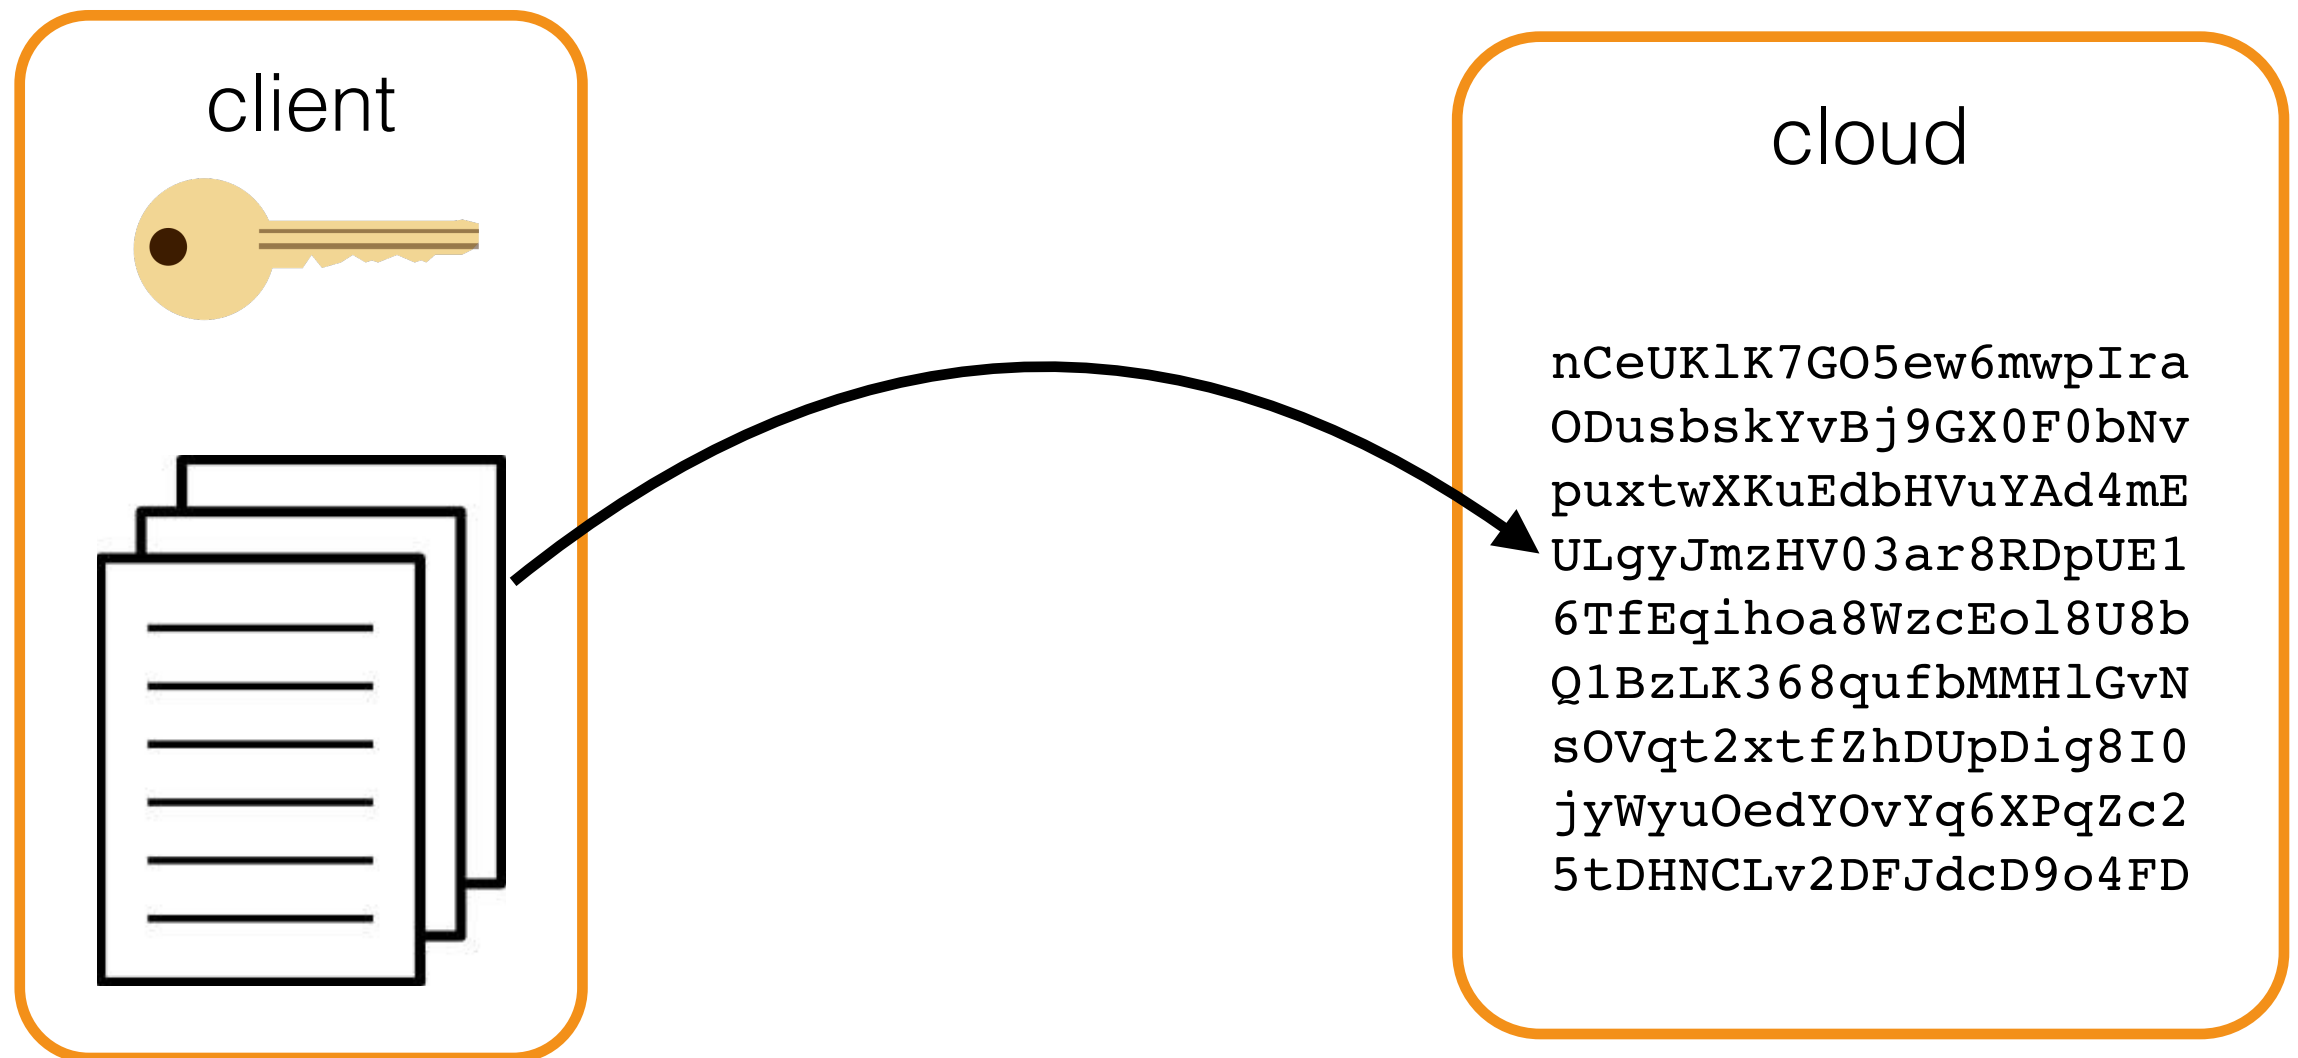 client
cloud
nCeUKlK7GO5ew6mwpIra
ODusbskYvBj9GX0F0bNv
puxtwXKuEdbHVuYAd4mE
ULgyJmzHV03ar8RDpUE1
6TfEqihoa8WzcEol8U8b
Q1BzLK368qufbMMHlGvN
sOVqt2xtfZhDUpDig8I0
jyWyuOedYOvYq6XPqZc2
5tDHNCLv2DFJdcD9o4FD